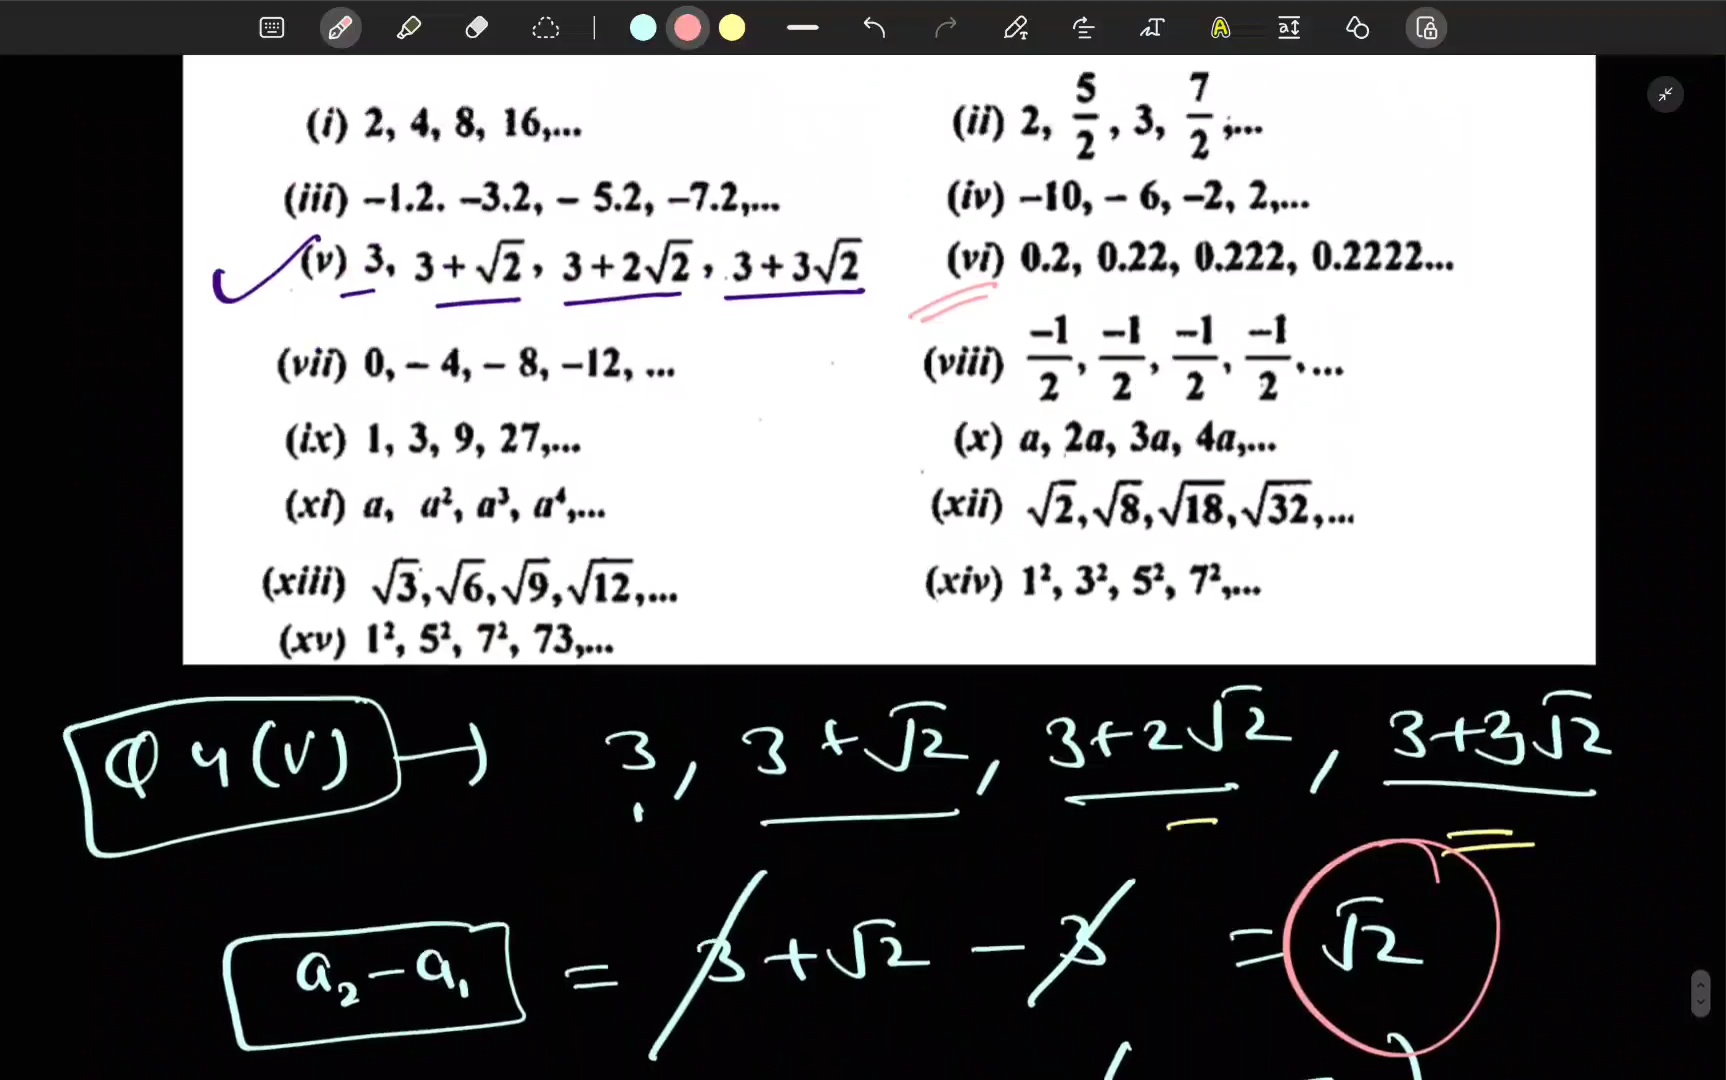 (i) 2, 4, 8, 16,... (ii) 2, 5/2, 3, 7/2,...
(iii) –1.2. –3.2, – 5.2, –7.2,... (iv) –10, – 6, –2, 2,...
(v) 3, 3 + √2, 3 + 2√2, 3 + 3√2 (vi) 0.2, 0.22, 0.222, 0.2222...
(vii) 0, – 4, – 8, –12, ... (viii) –1/2, –1/2, –1/2, –1/2, ...
(ix) 1, 3, 9, 27,... (x) a, 2a, 3a, 4a,...
(xi) a, a², a³, a⁴,... (xii) √2, √8, √18, √32,...
(xiii) √3, √6, √9, √12,... (xiv) 1², 3², 5², 7²,...
(xv) 1², 5², 7², 73,...
Q 4 (V) → 3, 3 + √2, 3+2√2, 3+3√2
a₂ – a₁ = 3 + √2 – 3 = √2